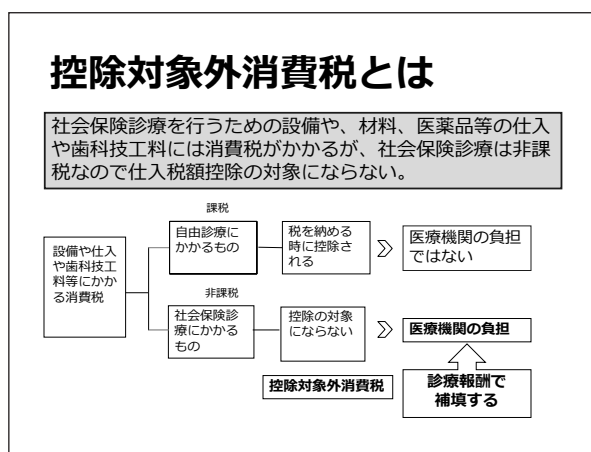 控除対象外消費税とは
社会保険診療を行うための設備や、材料、医薬品等の仕入
や歯科技工料には消費税がかかるが、社会保険診療は非課
税なので仕入税額控除の対象にならない。
課税
自由診療に
かかるもの
税を納める
時に控除さ
れる
医療機関の負担
ではない
設備や仕入
や歯科技工
料等にかか
る消費税
非課税
社会保険診
療にかかる
もの
控除の対象
にならない
医療機関の負担
控除対象外消費税
診療報酬で
補填する